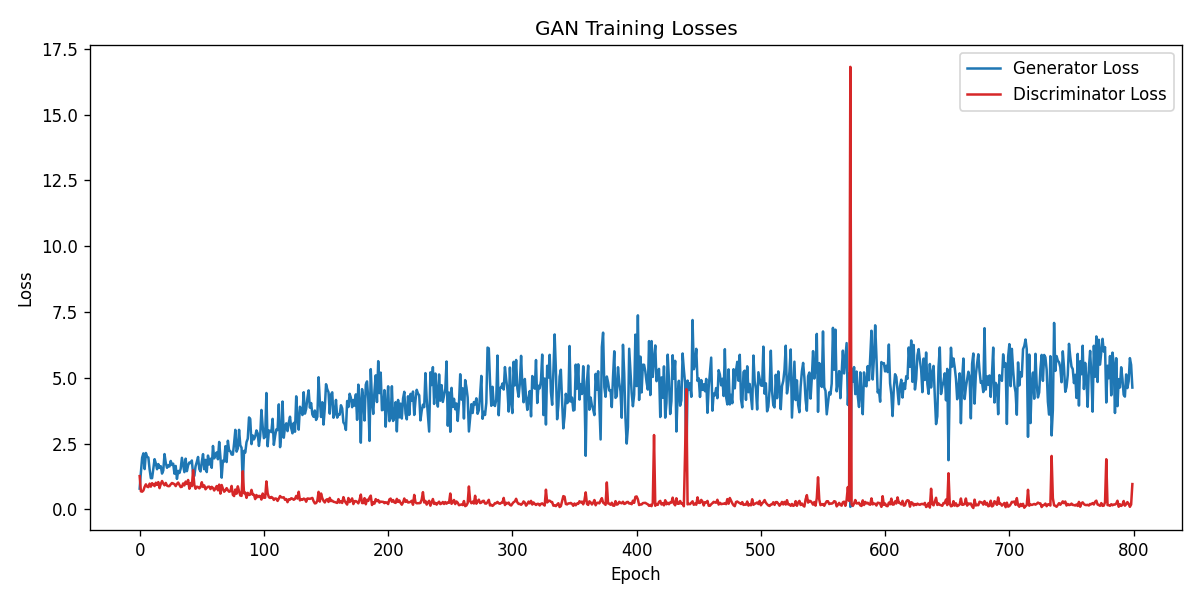 GAN Training Losses
Generator Loss
Discriminator Loss
Loss
17.5
15.0
12.5
10.0
7.5
5.0
2.5
0.0
0 100 200 300 400 500 600 700 800
Epoch